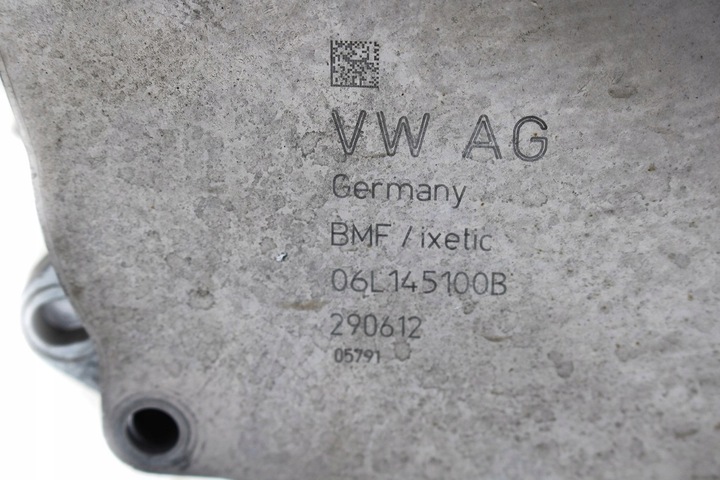 VW AG
Germany
BMF / ixetic
06L145100B
290612
05791